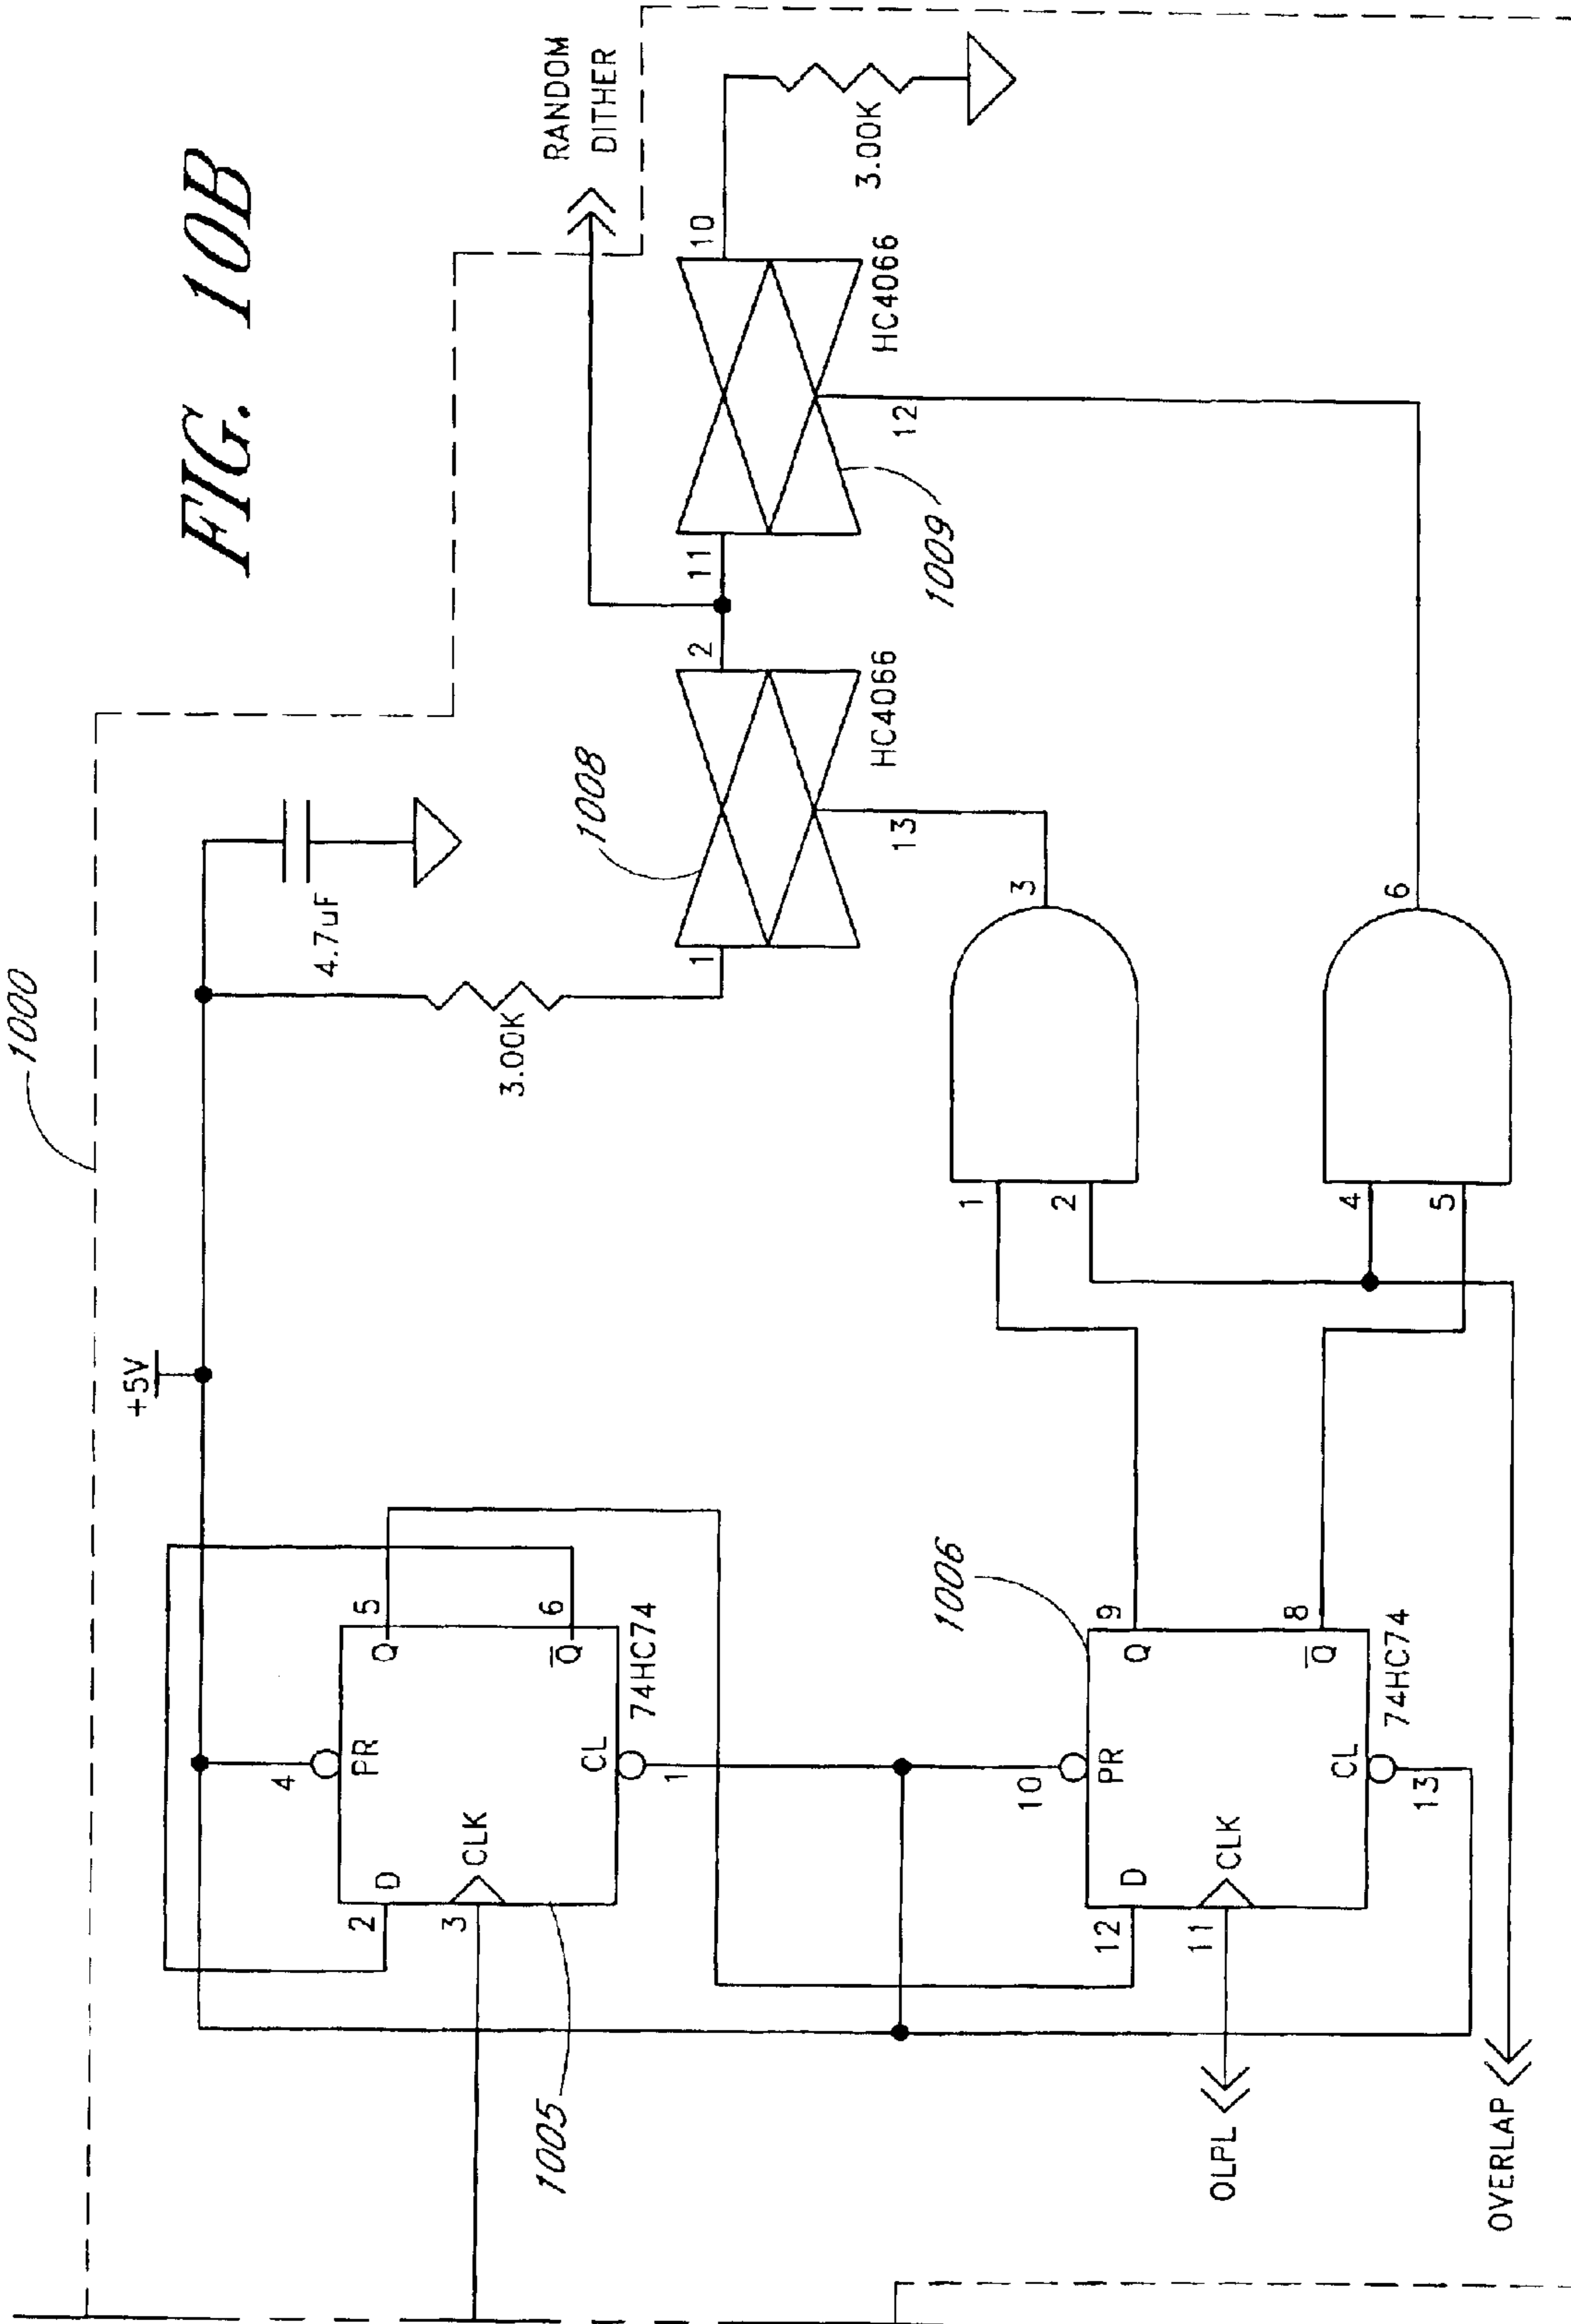 FIG. 10B
1000
+5V
4.7uF
3.00K
RANDOM
DITHER
4
PR
D
2
3
CLK
Q
5
Q
6
CL
1
74HC74
1005
1008
1
2
13
HC4066
11
10
12
HC4066
1009
3.00K
10
PR
D
12
11
CLK
Q
9
Q
8
CL
13
74HC74
1006
1
2
3
4
5
6
OLPL
OVERLAP